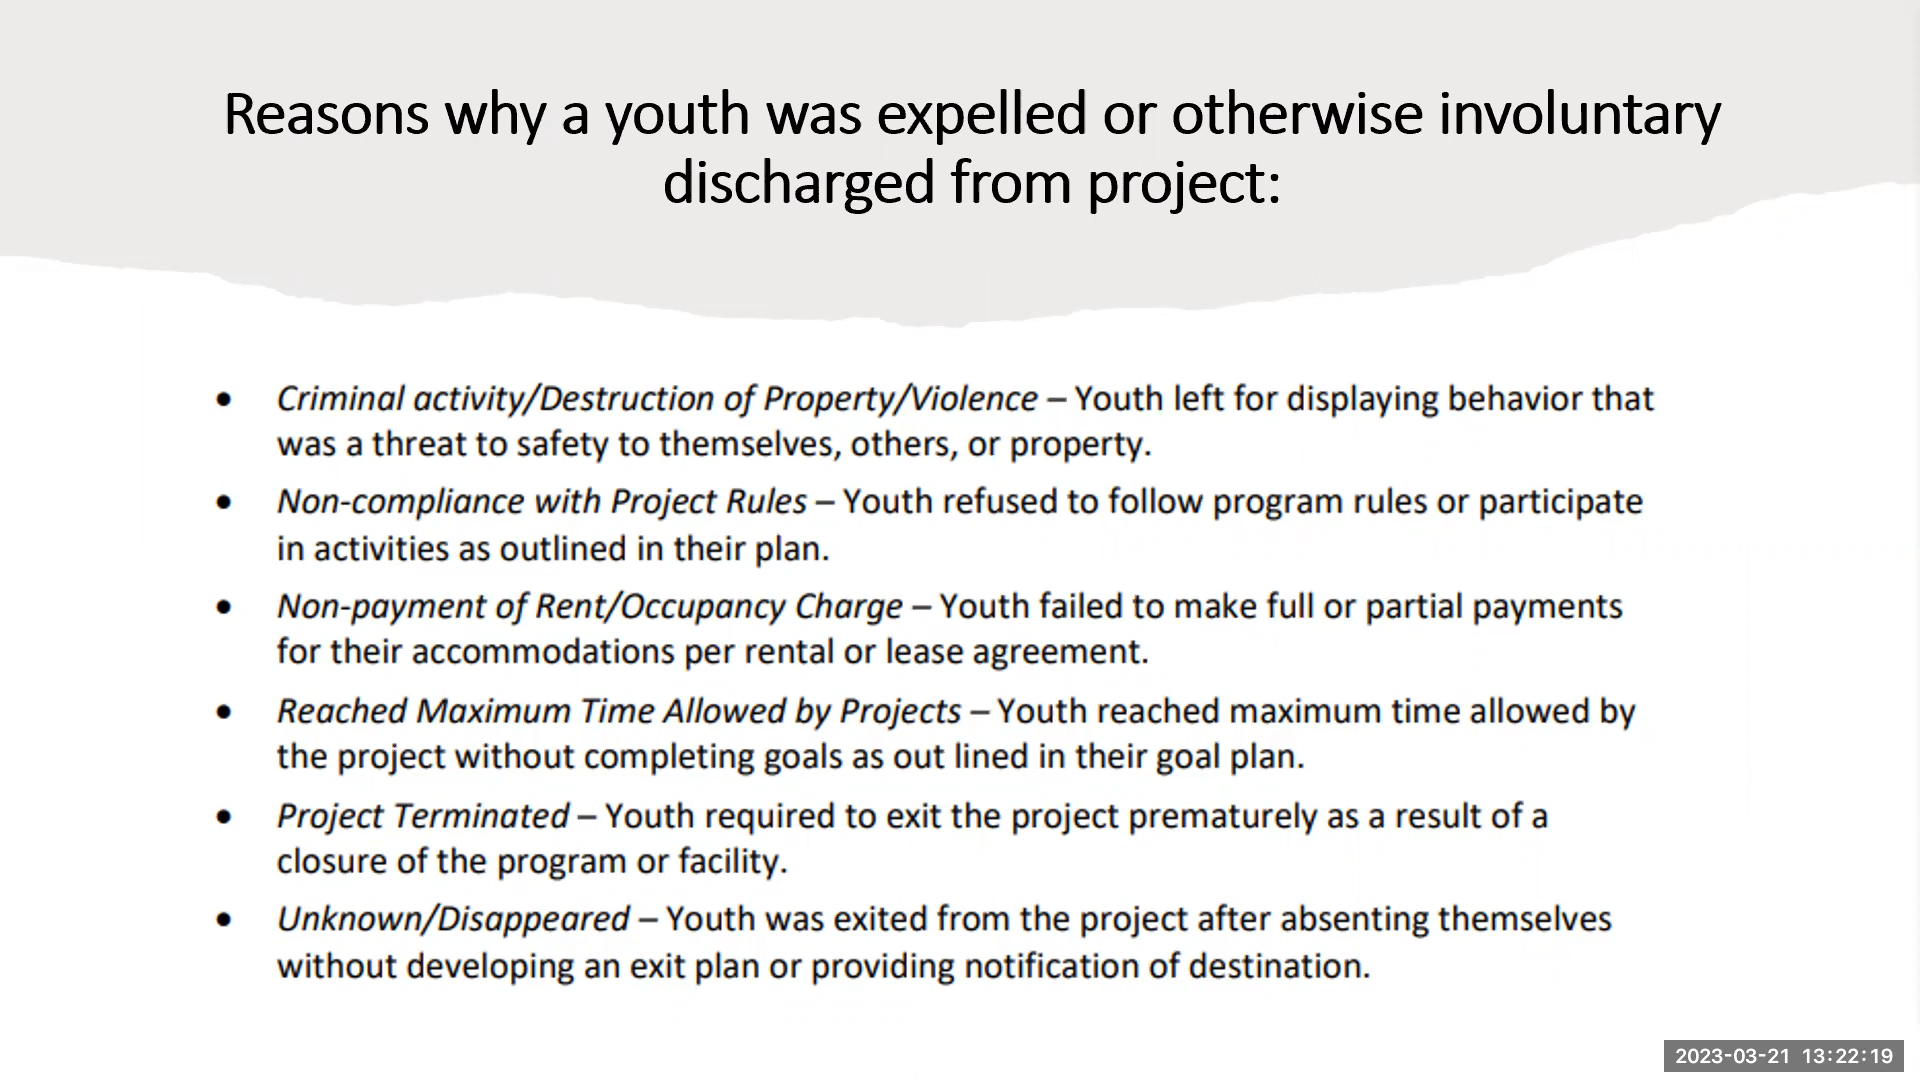 Reasons why a youth was expelled or otherwise involuntary
discharged from project:
• Criminal activity/Destruction of Property/Violence – Youth left for displaying behavior that
was a threat to safety to themselves, others, or property.
• Non-compliance with Project Rules – Youth refused to follow program rules or participate
in activities as outlined in their plan.
• Non-payment of Rent/Occupancy Charge – Youth failed to make full or partial payments
for their accommodations per rental or lease agreement.
• Reached Maximum Time Allowed by Projects – Youth reached maximum time allowed by
the project without completing goals as out lined in their goal plan.
• Project Terminated – Youth required to exit the project prematurely as a result of a
closure of the program or facility.
• Unknown/Disappeared – Youth was exited from the project after absenting themselves
without developing an exit plan or providing notification of destination.
2023-03-21 13:22:19